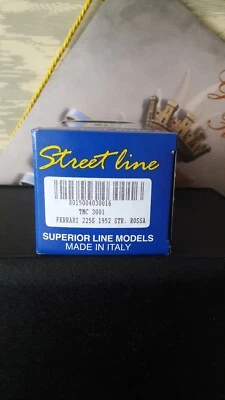 Street line
8015004030016
TMC 3001
FERRARI 225S 1952 STR. ROSSA
SUPERIOR LINE MODELS
MADE IN ITALY